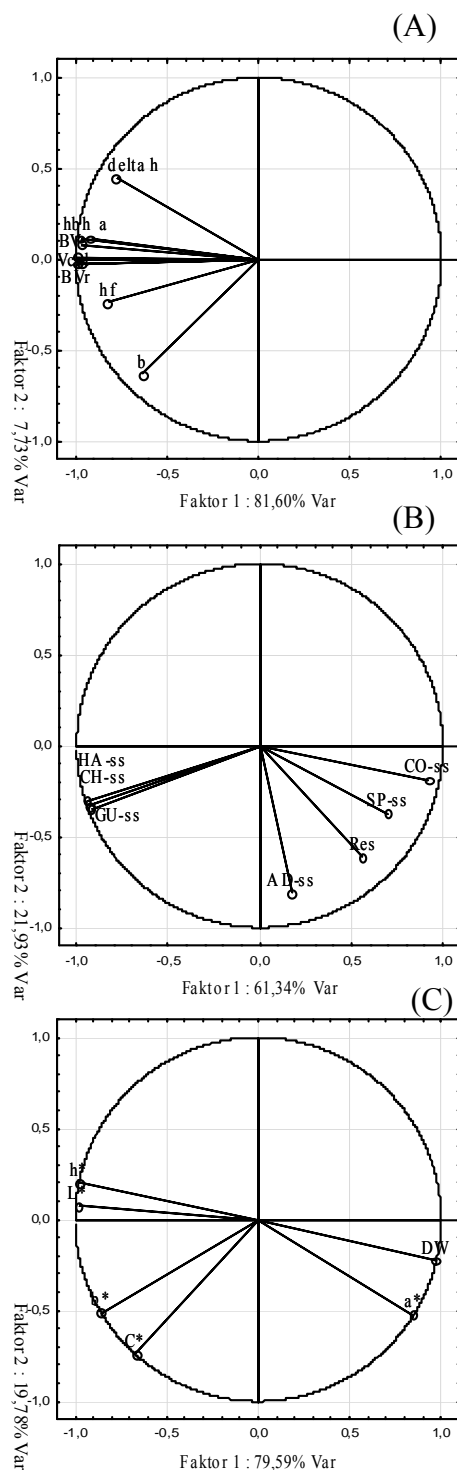 (A)
1,0
0,5
delta h
hbh a
BV
0,0
BVr
hf
-0,5
b
-1,0
-1,0 -0,5 0,0 0,5 1,0
Faktor 2 : 7,73% Var
Faktor 1 : 81,60% Var
(B)
1,0
0,5
0,0
HA-ss
CH-ss
CO-ss
GU-ss
SP-ss
Res
-0,5
AD-ss
-1,0
-1,0 -0,5 0,0 0,5 1,0
Faktor 2 : 21,93% Var
Faktor 1 : 61,34% Var
(C)
1,0
0,5
h*
L*
0,0
DW
a*
-0,5
C*
-1,0
-1,0 -0,5 0,0 0,5 1,0
Faktor 2 : 19,78% Var
Faktor 1 : 79,59% Var